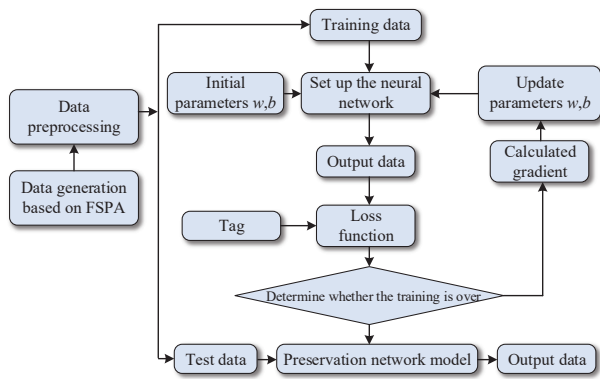 Training data
Initial
parameters w,b
Set up the neural
network
Update
parameters w,b
Data
preprocessing
Output data
Calculated
gradient
Data generation
based on FSPA
Tag
Loss
function
Determine whether the training is over
Test data
Preservation network model
Output data